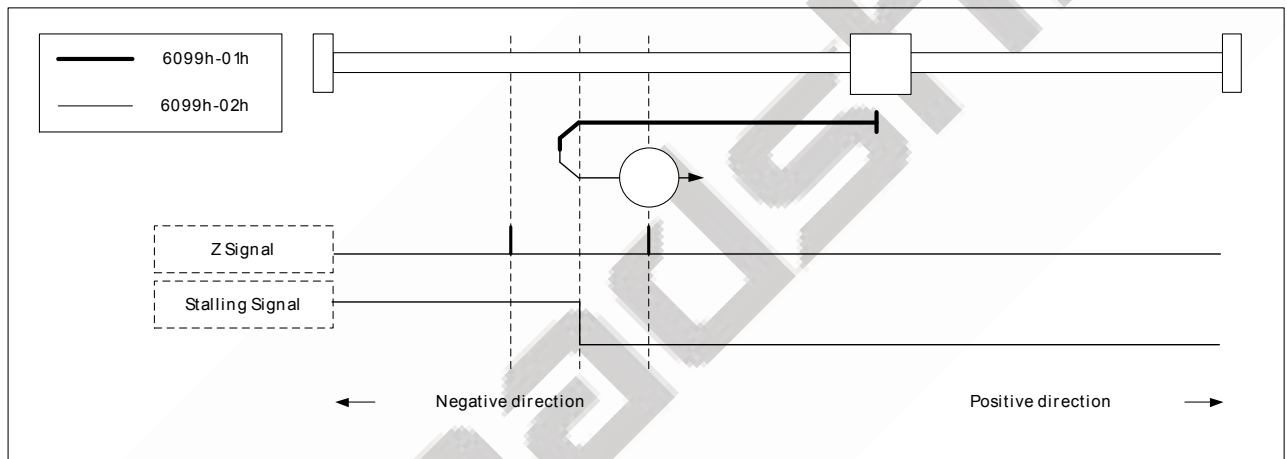 6099h-01h
6099h-02h
Z Signal
Stalling Signal
Negative direction
Positive direction